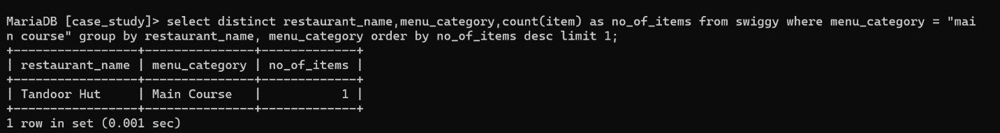 MariaDB [case_study]> select distinct restaurant_name,menu_category,count(item) as no_of_items from swiggy where menu_category = "mai
n course" group by restaurant_name, menu_category order by no_of_items desc limit 1;
+-----------------+---------------+-------------+
| restaurant_name | menu_category | no_of_items |
+-----------------+---------------+-------------+
| Tandoor Hut     | Main Course   |           1 |
+-----------------+---------------+-------------+
1 row in set (0.001 sec)